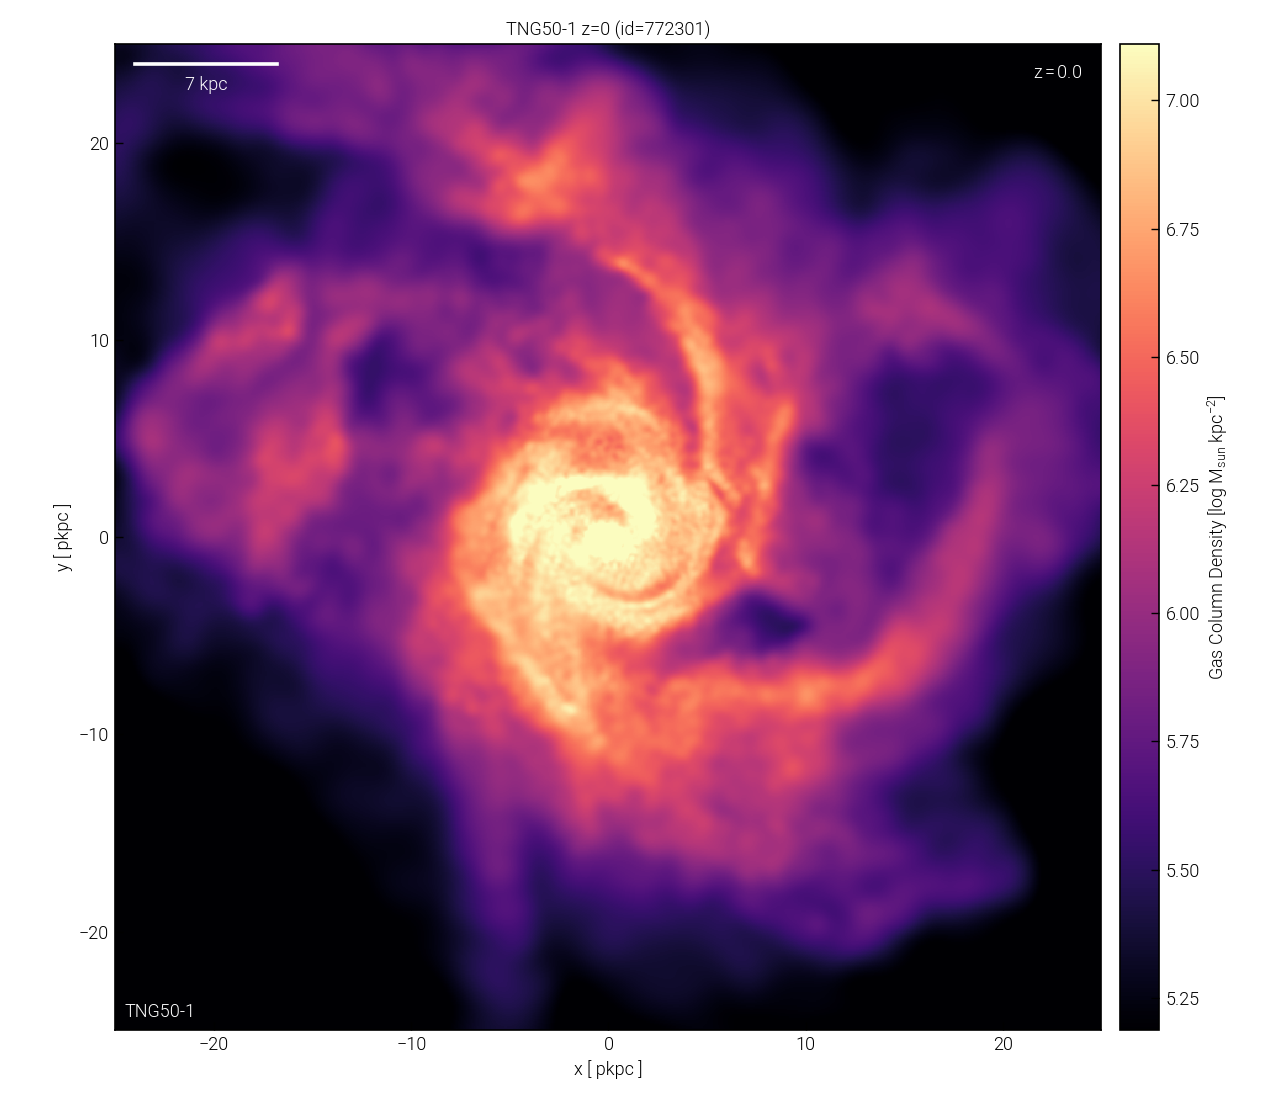 TNG50-1 z=0 (id=772301)
7 kpc
z=0.0
20
10
0
−10
−20
y [ pkpc ]
TNG50-1
−20
−10
0
10
20
x [ pkpc ]
7.00
6.75
6.50
6.25
6.00
5.75
5.50
5.25
Gas Column Density [log M_sun kpc^−2]